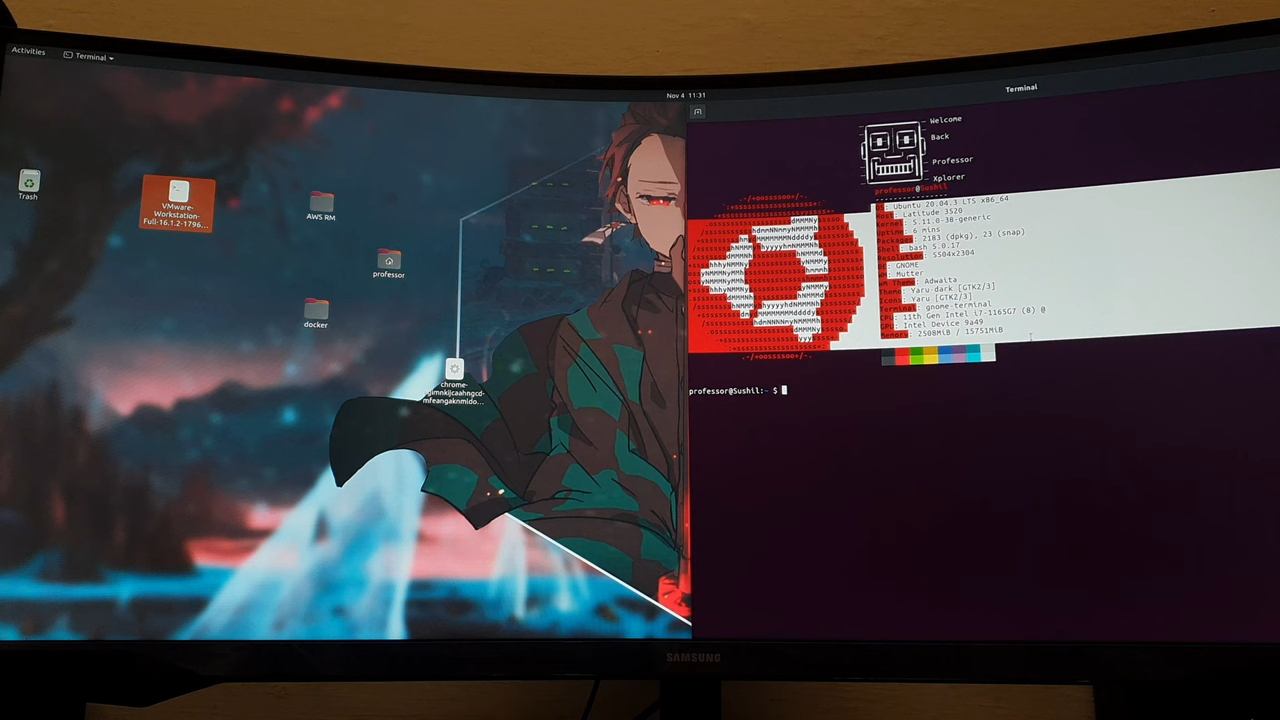 Activities
Terminal
Nov 4 11:31
Terminal
Trash
VMware-
Workstation-
Full-16.1.2-1796...
AWS RM
professor
docker
chrome-
mfeangaknmldo...
Welcome
Back
Professor
Xplorer
professor@Sushil
OS: Ubuntu 20.04.3 LTS x86_64
Host: Latitude 3520
Kernel: 5.11.0-38-generic
Uptime: 6 mins
Packages: 2183 (dpkg), 23 (snap)
Shell: bash 5.0.17
Resolution: 5504x2304
DE: GNOME
WM: Mutter
WM Theme: Adwaita
Theme: Yaru-dark [GTK2/3]
Icons: Yaru [GTK2/3]
Terminal: gnome-terminal
CPU: 11th Gen Intel i7-1165G7 (8) @
GPU: Intel Device 9a49
Memory: 2508MiB / 15751MiB
professor@Sushil:~ $
SAMSUNG